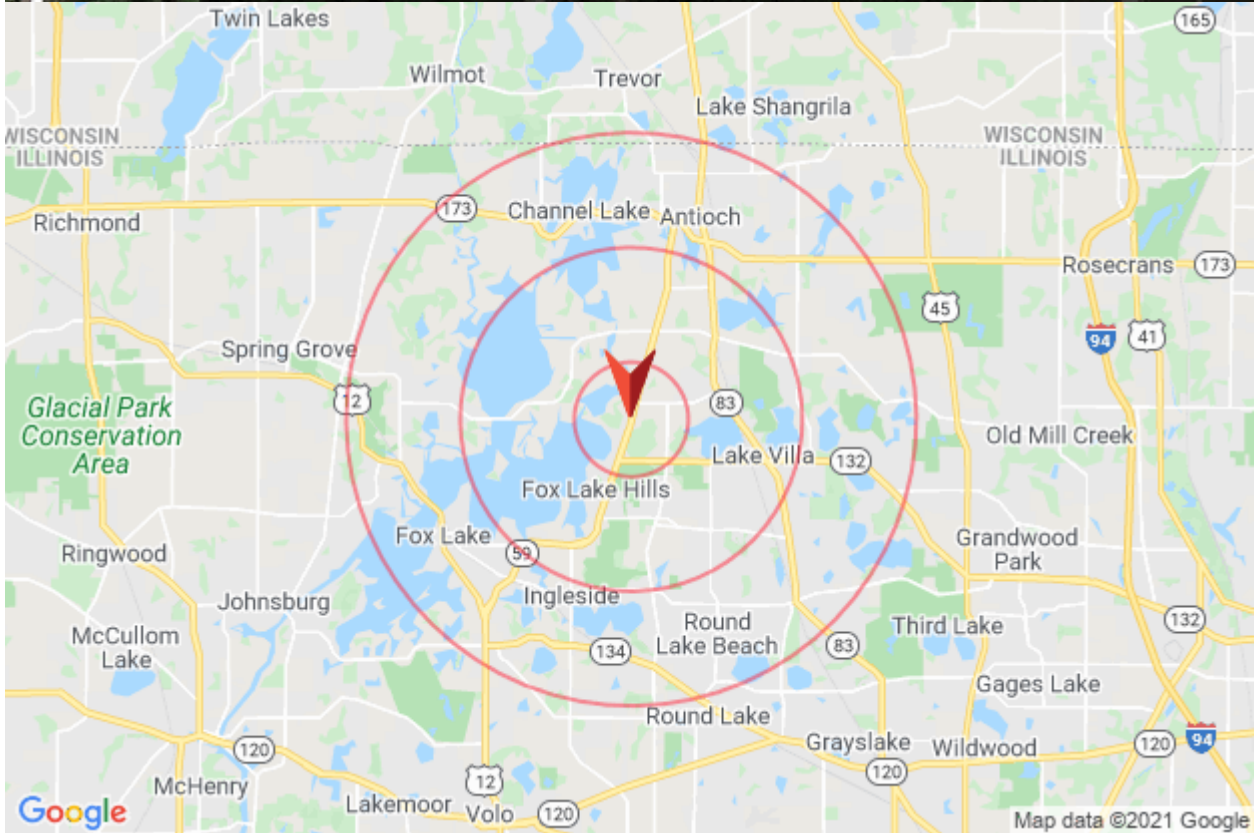 Twin Lakes
165
Wilmot
Trevor
Lake Shangrila
WISCONSIN
ILLINOIS
WISCONSIN
ILLINOIS
Richmond
173
Channel Lake
Antioch
Rosecrans
173
45
94
41
Spring Grove
12
83
Glacial Park
Conservation
Area
Old Mill Creek
Lake Villa
132
Fox Lake Hills
Fox Lake
59
Grandwood
Park
Ringwood
Ingleside
Johnsburg
McCullom
Lake
Round
Lake Beach
Third Lake
132
134
83
Gages Lake
Round Lake
Grayslake
Wildwood
120
94
120
120
McHenry
12
Lakemoor
Volo
120
Google
Map data ©2021 Google